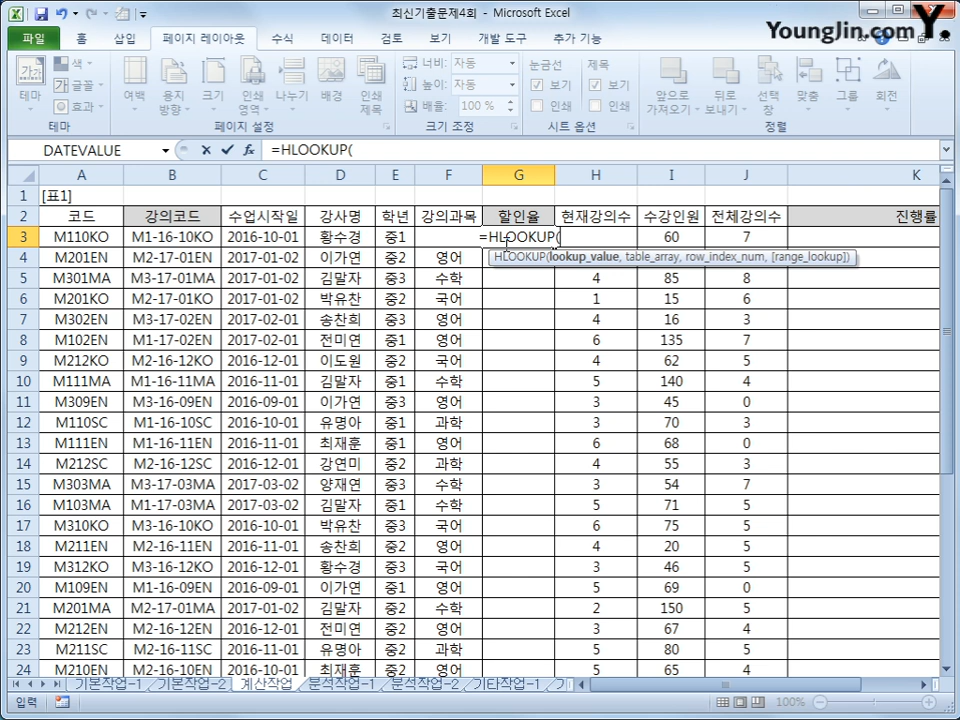 최신기출문제4회 - Microsoft Excel
Younglin.com Y.
파일 홈 삽입 페이지 레이아웃 수식 데이터 검토 보기 개발 도구 추가 기능
테마 색 글꼴 효과 여백 용지 방향 크기 인쇄 영역 나누기 배경 인쇄 제목 너비: 자동 높이: 자동 배율: 100 % 눈금선 보기 인쇄 제목 보기 인쇄 앞으로 가져오기 뒤로 보내기 선택 창 맞춤 그룹 회전
테마 페이지 설정 크기 조정 시트 옵션 정렬
DATEVALUE fx =HLOOKUP(
A B C D E F G H I J K
1 [표1]
2 코드 강의코드 수업시작일 강사명 학년 강의과목 할인율 현재강의수 수강인원 전체강의수 진행률
3 M110KO M1-16-10KO 2016-10-01 황수경 중1 =HLOOKUP( 60 7
HLOOKUP(lookup_value, table_array, row_index_num, [range_lookup])
4 M201EN M2-17-01EN 2017-01-02 이가연 중2 영어
5 M301MA M3-17-03MA 2017-01-02 김말자 중3 수학 4 85 8
6 M201KO M2-17-01KO 2017-01-02 박유찬 중2 국어 1 15 6
7 M302EN M3-17-02EN 2017-02-01 송찬희 중3 영어 4 16 3
8 M102EN M1-17-02EN 2017-02-01 전미연 중1 영어 6 135 7
9 M212KO M2-16-12KO 2016-12-01 이도원 중2 국어 4 62 5
10 M111MA M1-16-11MA 2016-11-01 김말자 중1 수학 5 140 4
11 M309EN M3-16-09EN 2016-10-01 이가연 중3 영어 3 45 0
12 M110SC M1-16-10SC 2016-10-01 유명아 중1 과학 3 70 3
13 M111EN M1-16-11EN 2016-11-01 최재훈 중1 영어 6 68 0
14 M212SC M2-16-12SC 2016-12-01 강연미 중2 과학 4 55 3
15 M303MA M3-17-03MA 2017-03-02 양재연 중3 수학 3 54 7
16 M103MA M1-17-03MA 2017-03-02 김말자 중1 수학 5 71 5
17 M310KO M3-16-10KO 2016-10-01 박유찬 중3 국어 6 75 5
18 M211EN M2-16-11EN 2016-11-01 송찬희 중2 영어 4 20 5
19 M312KO M3-16-12KO 2016-12-01 황수경 중3 국어 3 46 5
20 M109EN M1-16-09EN 2016-10-01 이가연 중1 영어 5 69 0
21 M201MA M2-17-01MA 2017-01-02 김말자 중2 수학 2 150 5
22 M212EN M2-16-12EN 2016-12-01 전미연 중2 영어 3 67 4
23 M211SC M2-16-11SC 2016-11-01 유명아 중2 과학 5 80 5
24 M210EN M2-16-10EN 2016-10-01 최재훈 중2 영어 5 65 4
기본작업-1 기본작업-2 계산작업 분석작업-1 분석작업-2 기타작업-1 기
입력 100%